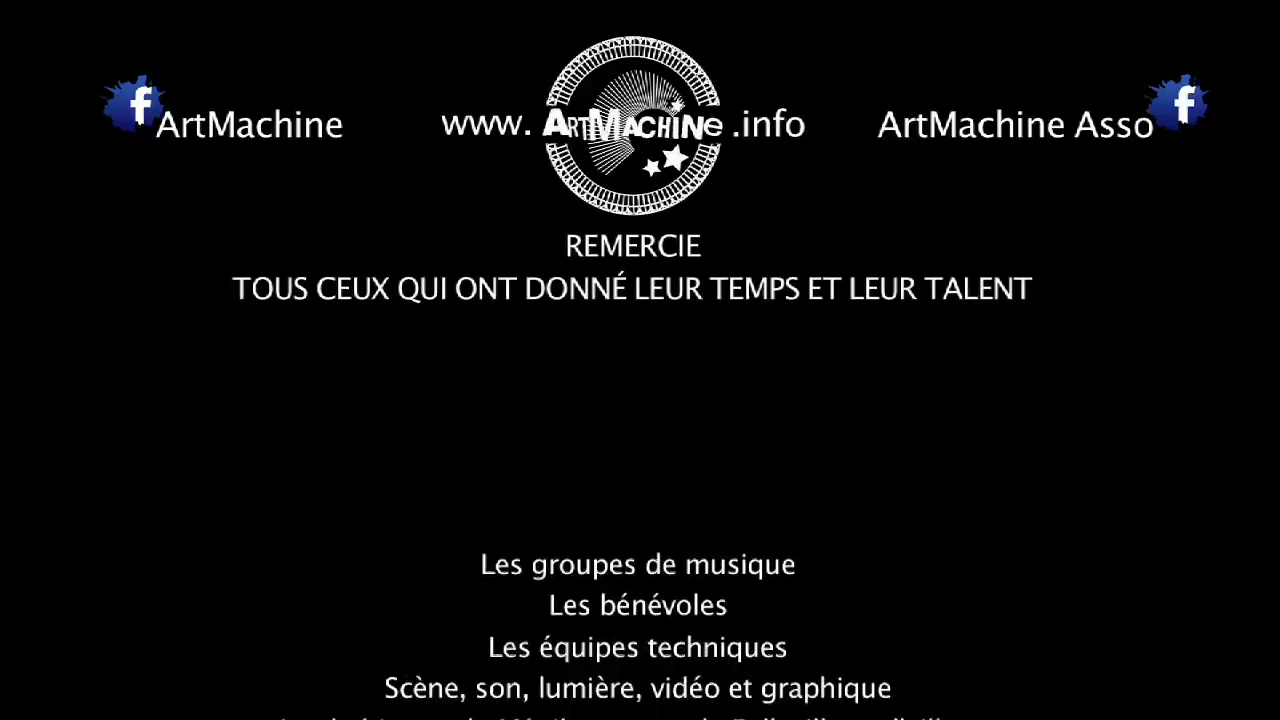 ArtMachine www. ArtMachine .info ArtMachine Asso
REMERCIE
TOUS CEUX QUI ONT DONNÉ LEUR TEMPS ET LEUR TALENT
Les groupes de musique
Les bénévoles
Les équipes techniques
Scène, son, lumière, vidéo et graphique